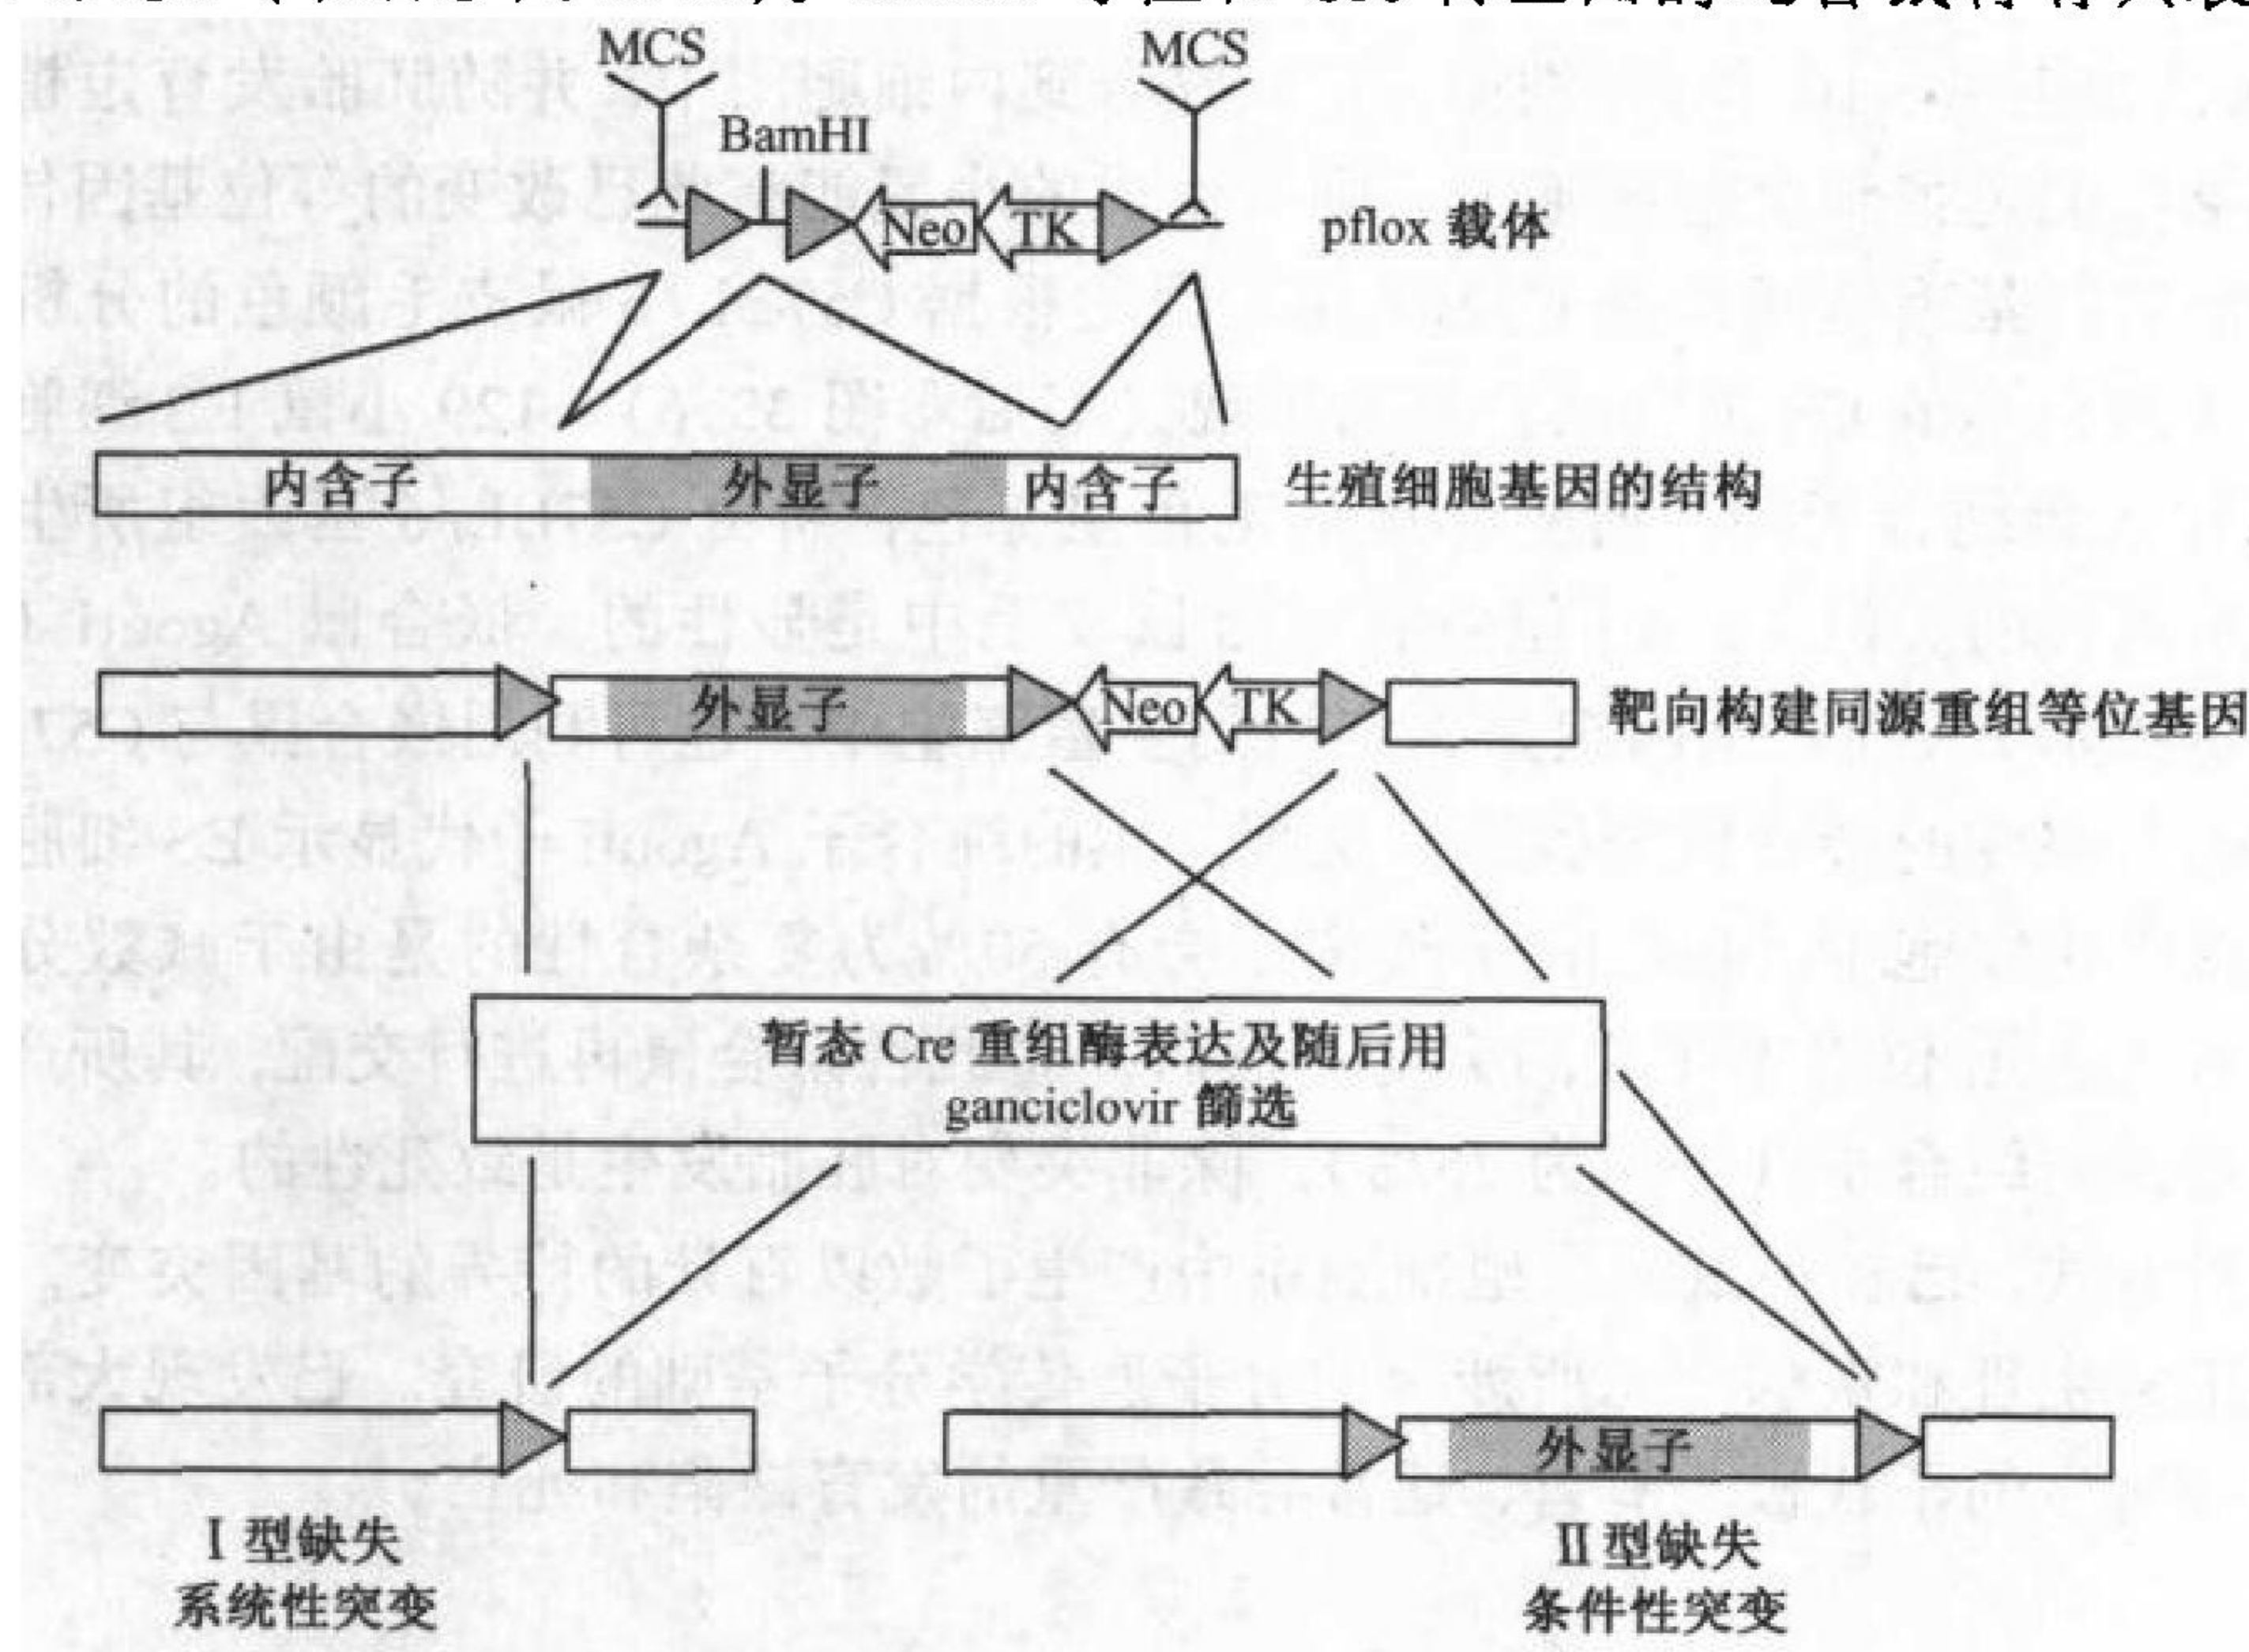 MCS
MCS
BamHI
Neo
TK
pflox 载体
内含子
外显子
内含子
生殖细胞基因的结构
外显子
Neo
TK
靶向构建同源重组等位基因
暂态 Cre 重组酶表达及随后用
ganciclovir 篩选
外显子
I 型缺失
系统性突变
II 型缺失
条件性突变